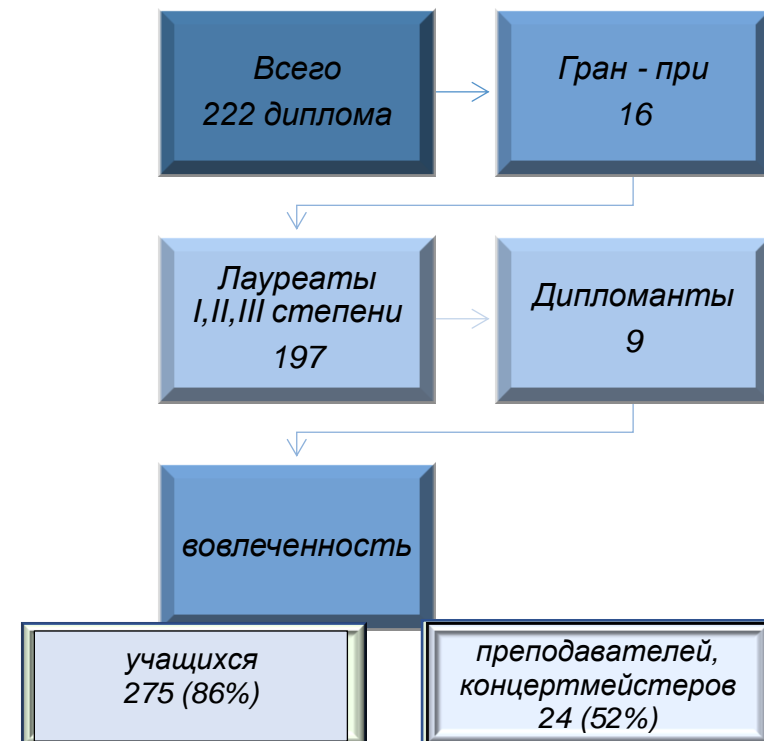 Всего
222 диплома
Гран - при
16
Лауреаты
I,II,III степени
197
Дипломанты
9
вовлеченность
учащихся
275 (86%)
преподавателей,
концертмейстеров
24 (52%)